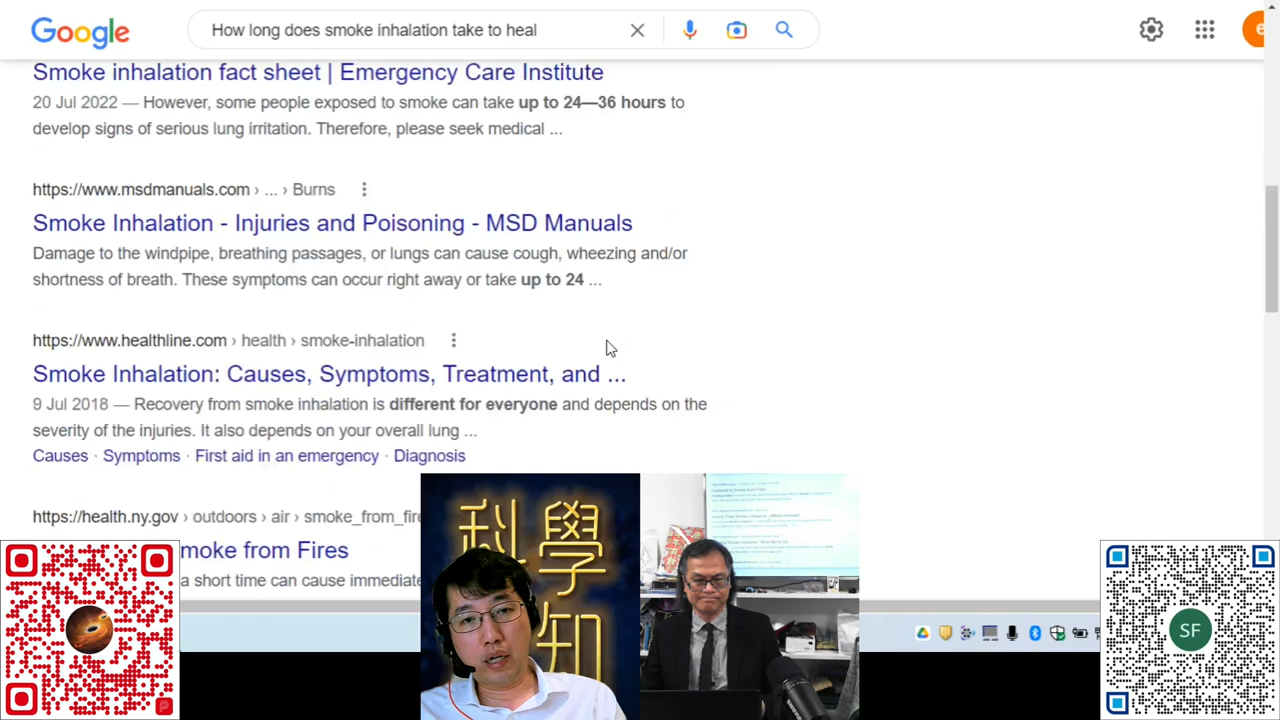 Google
How long does smoke inhalation take to heal
e
Smoke inhalation fact sheet | Emergency Care Institute
20 Jul 2022 — However, some people exposed to smoke can take up to 24—36 hours to
develop signs of serious lung irritation. Therefore, please seek medical ...
https://www.msdmanuals.com › ... › Burns
Smoke Inhalation - Injuries and Poisoning - MSD Manuals
Damage to the windpipe, breathing passages, or lungs can cause cough, wheezing and/or
shortness of breath. These symptoms can occur right away or take up to 24 ...
https://www.healthline.com › health › smoke-inhalation
Smoke Inhalation: Causes, Symptoms, Treatment, and ...
9 Jul 2018 — Recovery from smoke inhalation is different for everyone and depends on the
severity of the injuries. It also depends on your overall lung ...
Causes · Symptoms · First aid in an emergency · Diagnosis
https://health.ny.gov
moke from Fires
a short time can cause immediate
學
知
SF